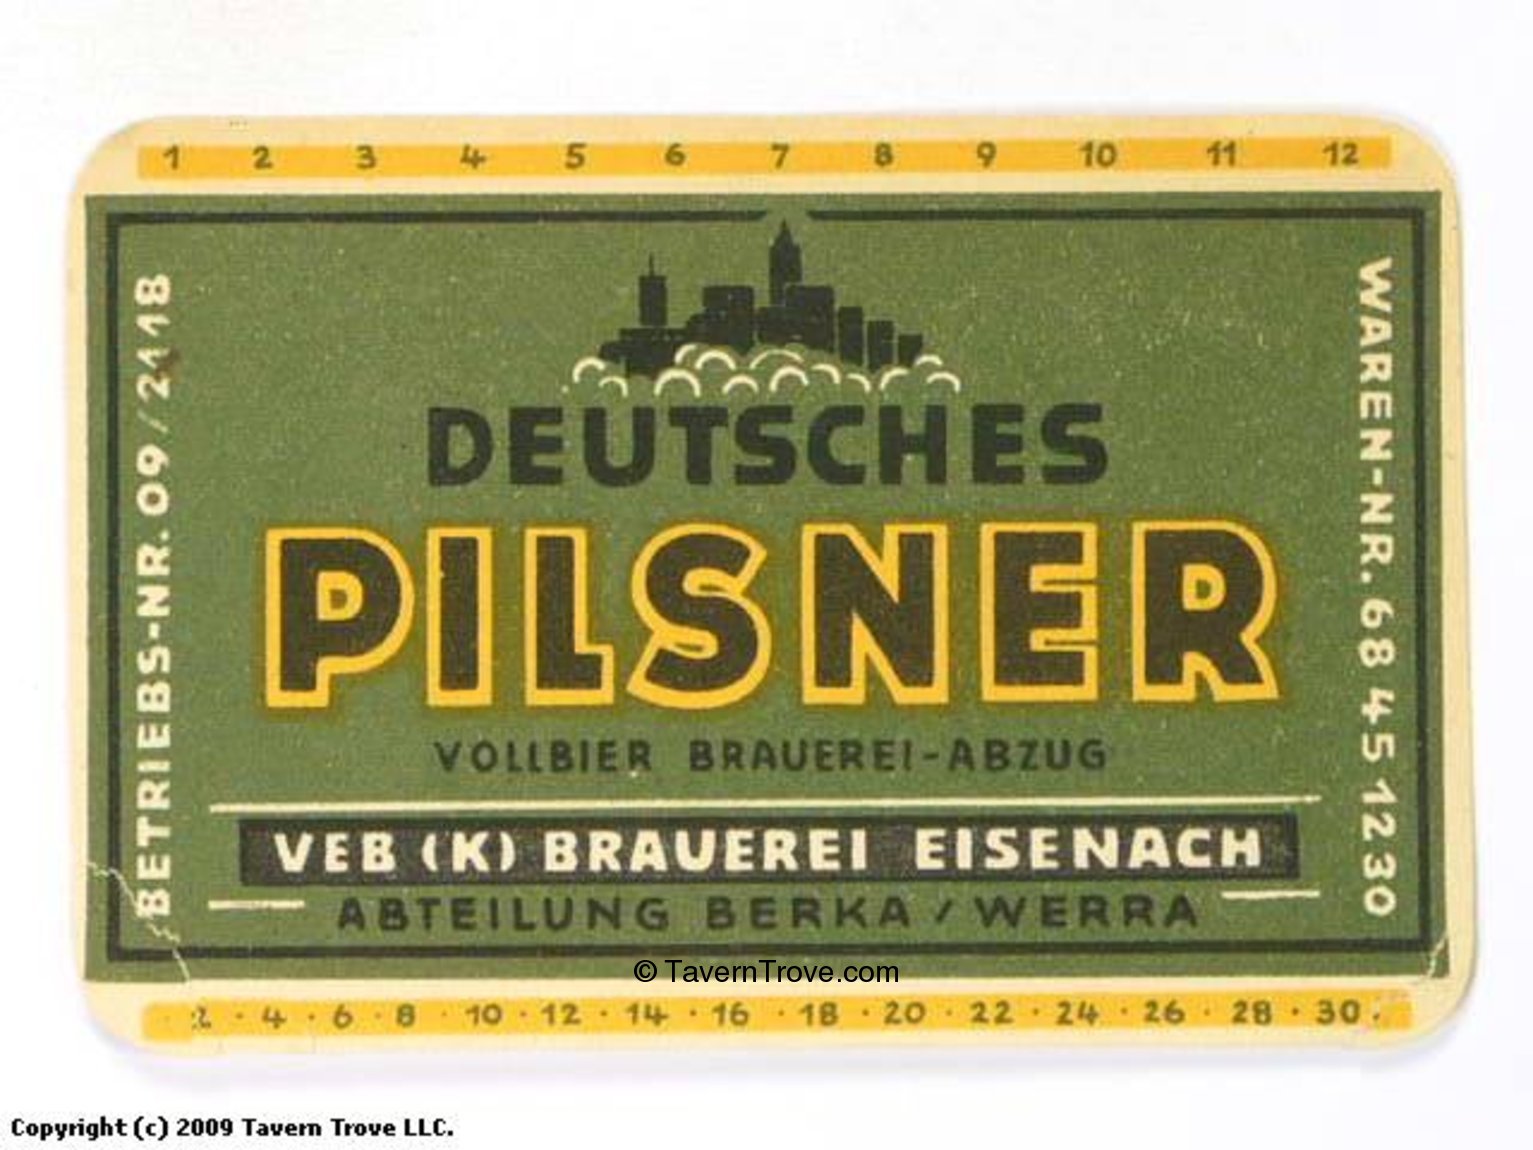 1 2 3 4 5 6 7 8 9 10 11 12
BETRIEBS-NR. 09/2118
WAREN-NR. 68 45 12 30
DEUTSCHES
PILSNER
VOLLBIER BRAUEREI-ABZUG
VEB (K) BRAUEREI EISENACH
ABTEILUNG BERKA / WERRA
© TavernTrove.com
2 · 4 · 6 · 8 · 10 · 12 · 14 · 16 · 18 · 20 · 22 · 24 · 26 · 28 · 30 ·
Copyright (c) 2009 Tavern Trove LLC.